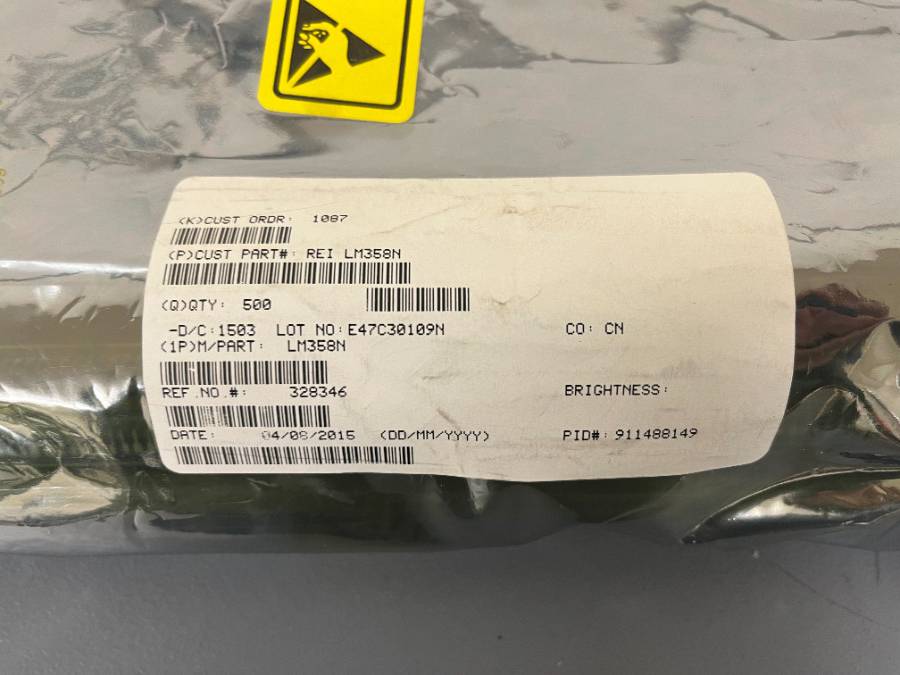 (K)CUST ORDR: 1087
(P)CUST PART#: REI LM358N
(Q)QTY: 500
-D/C:1503 LOT NO:E47C30109N CO: CN
(1P)M/PART: LM358N
REF.NO.#: 328346 BRIGHTNESS:
DATE: 04/08/2015 (DD/MM/YYYY) PID#: 911488149